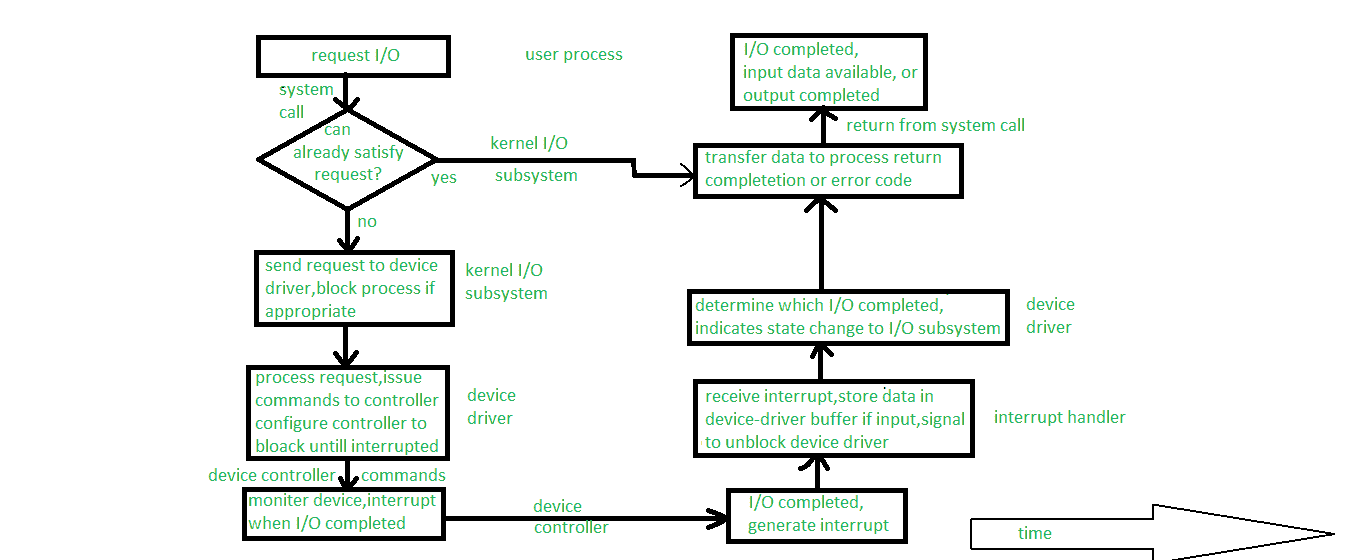 request I/O
user process
I/O completed,
input data available, or
output completed
system
call
return from system call
can
already satisfy
request?
yes
kernel I/O
subsystem
transfer data to process return
completetion or error code
no
send request to device
driver,block process if
appropriate
kernel I/O
subsystem
determine which I/O completed,
indicates state change to I/O subsystem
device
driver
process request,issue
commands to controller
configure controller to
bloack untill interrupted
device
driver
receive interrupt,store data in
device-driver buffer if input,signal
to unblock device driver
interrupt handler
device controller commands
moniter device,interrupt
when I/O completed
device
controller
I/O completed,
generate interrupt
time